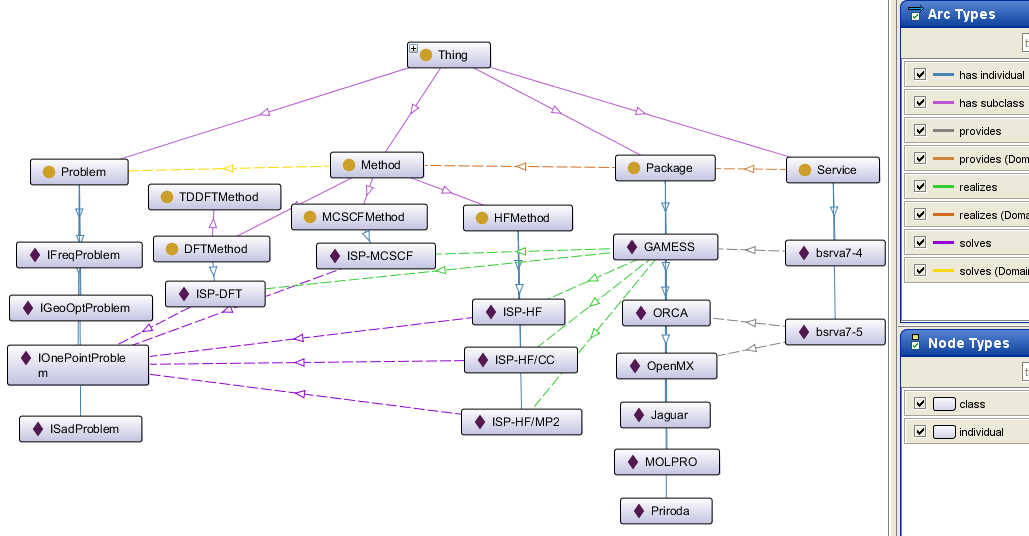 Thing
Problem
Method
Package
Service
TDDFTMethod
MCSCFMethod
HFMethod
DFTMethod
IFreqProblem
ISP-MCSCF
GAMESS
bsrva7-4
ISP-DFT
IGeoOptProblem
ISP-HF
ORCA
bsrva7-5
IOnePointProble
m
ISP-HF/CC
OpenMX
ISadProblem
ISP-HF/MP2
Jaguar
MOLPRO
Priroda
Arc Types
t
has individual
has subclass
provides
provides (Dom
realizes
realizes (Doma
solves
solves (Domai
Node Types
t
class
individual